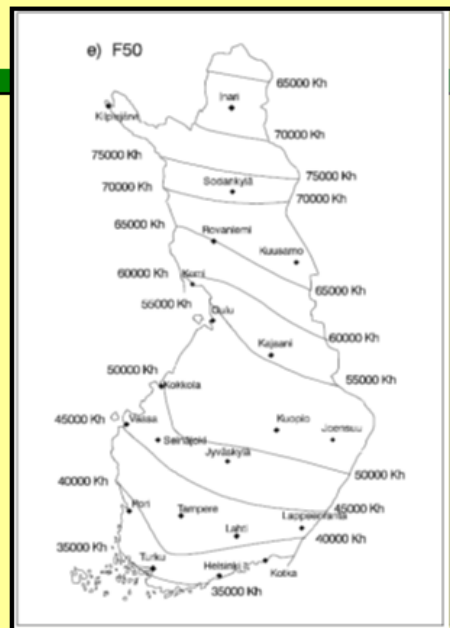 e) F50
65000 Kh
Inari
Kilpisjärvi
70000 Kh
75000 Kh
75000 Kh
70000 Kh
Sodankylä
70000 Kh
65000 Kh
Rovaniemi
Kuusamo
60000 Kh
Kemi
65000 Kh
55000 Kh
Oulu
60000 Kh
Kajaani
50000 Kh
Kokkola
55000 Kh
45000 Kh
Vaasa
Kuopio
Joensuu
Seinäjoki
Jyväskylä
50000 Kh
40000 Kh
Pori
Tampere
45000 Kh
Lappeenranta
Lahti
40000 Kh
35000 Kh
Turku
Helsinki
Kotka
35000 Kh